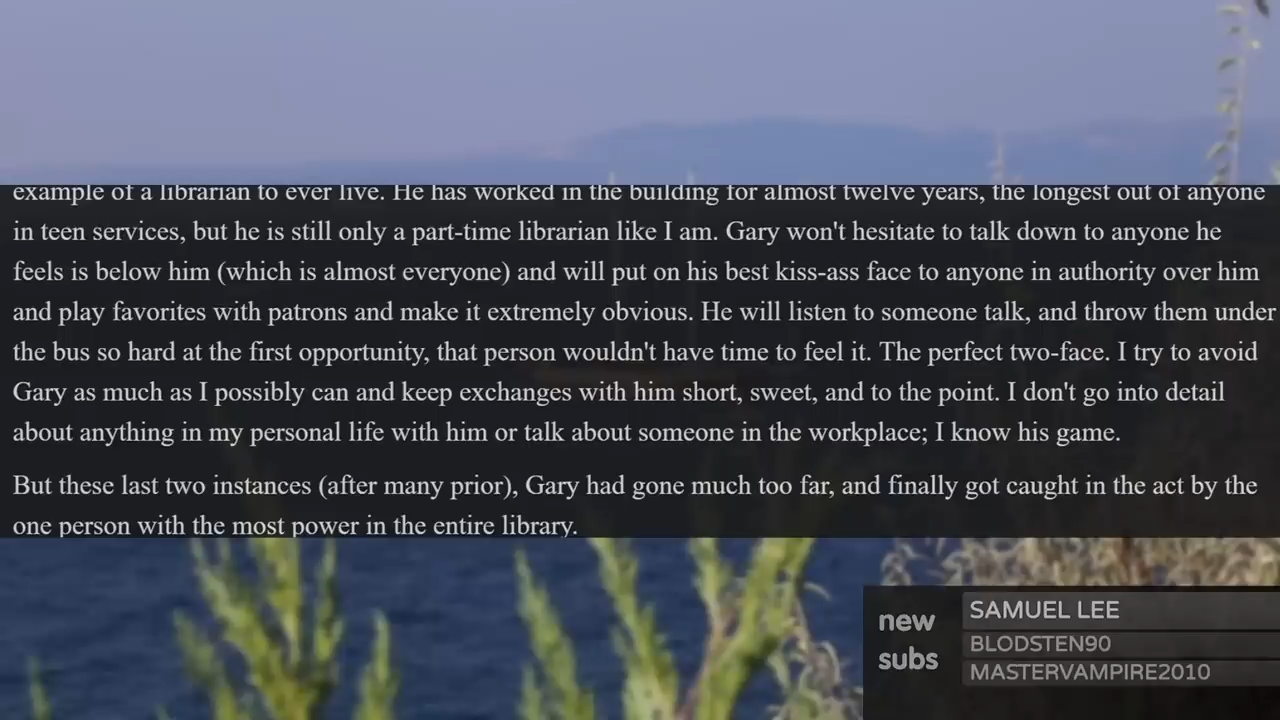 example of a librarian to ever live. He has worked in the building for almost twelve years, the longest out of anyone
in teen services, but he is still only a part-time librarian like I am. Gary won't hesitate to talk down to anyone he
feels is below him (which is almost everyone) and will put on his best kiss-ass face to anyone in authority over him
and play favorites with patrons and make it extremely obvious. He will listen to someone talk, and throw them under
the bus so hard at the first opportunity, that person wouldn't have time to feel it. The perfect two-face. I try to avoid
Gary as much as I possibly can and keep exchanges with him short, sweet, and to the point. I don't go into detail
about anything in my personal life with him or talk about someone in the workplace; I know his game.
But these last two instances (after many prior), Gary had gone much too far, and finally got caught in the act by the
one person with the most power in the entire library.
new
subs
SAMUEL LEE
BLODSTEN90
MASTERVAMPIRE2010